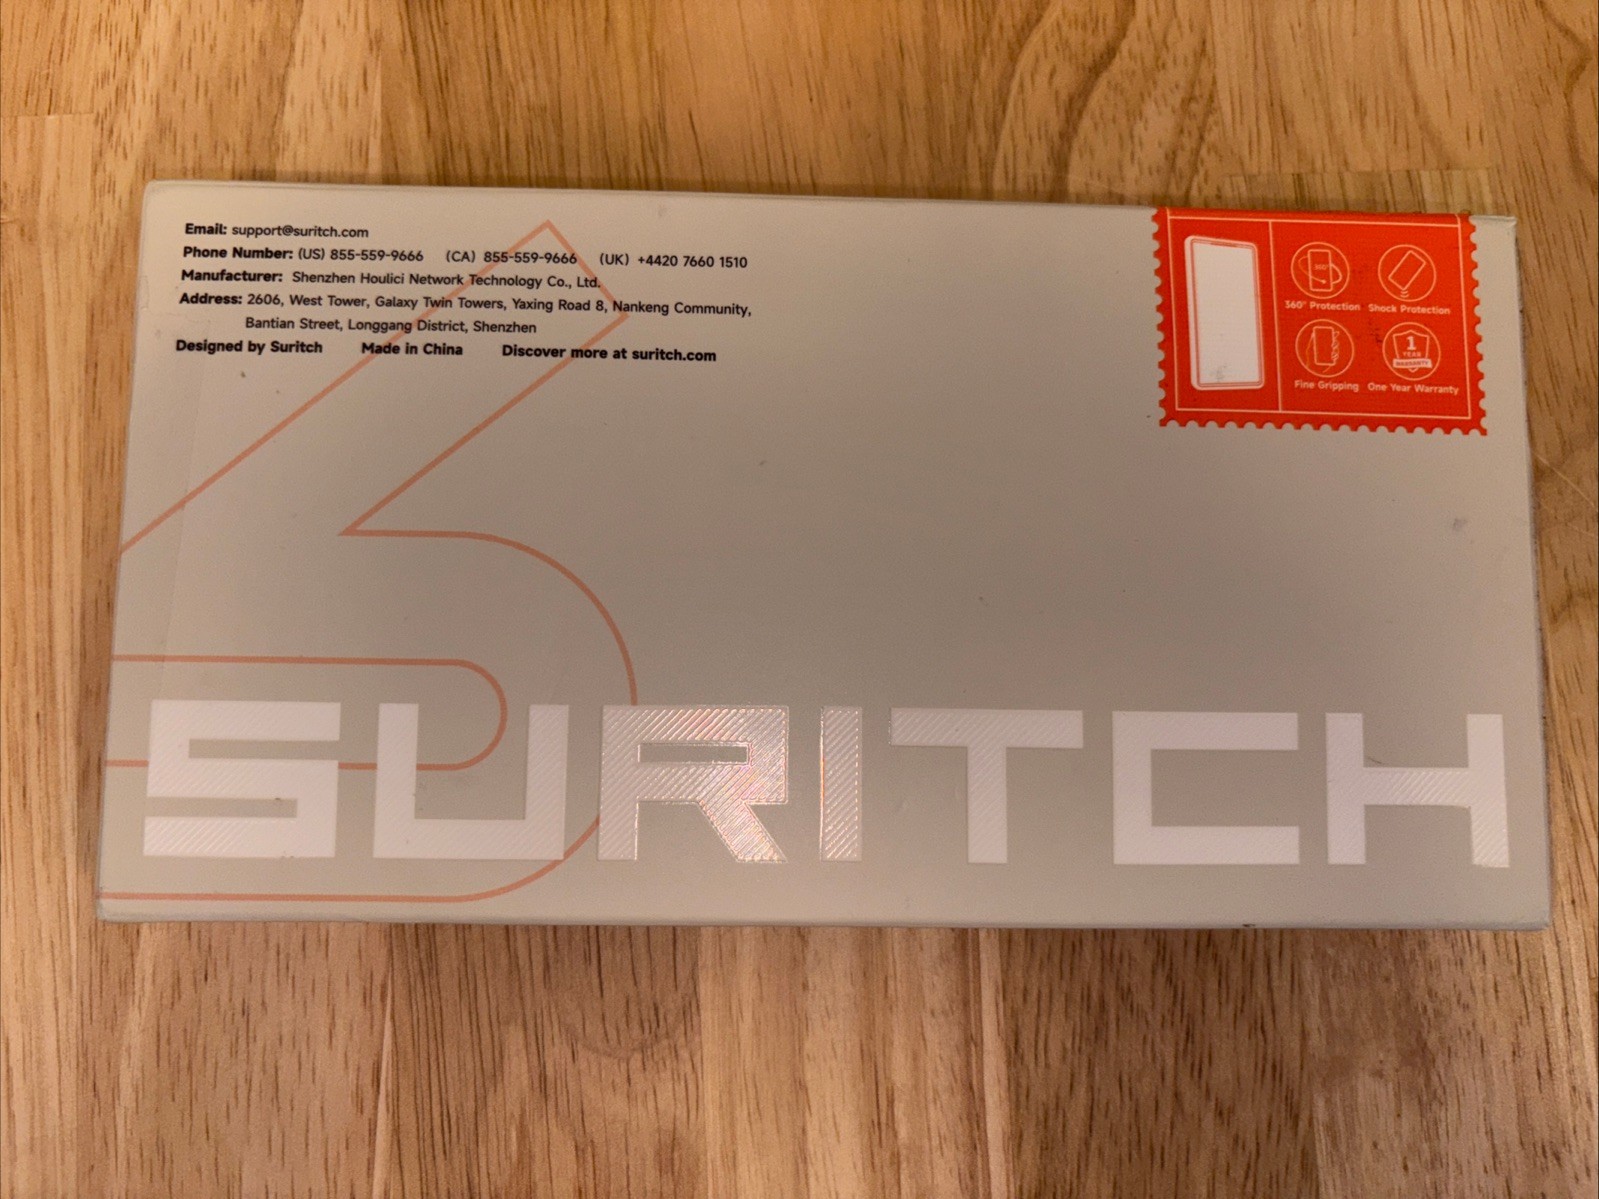 Email: support@suritch.com
Phone Number: (US) 855-559-9666 (CA) 855-559-9666 (UK) +4420 7660 1510
Manufacturer: Shenzhen Houlici Network Technology Co., Ltd.
Address: 2606, West Tower, Galaxy Twin Towers, Yaxing Road 8, Nankeng Community,
Bantian Street, Longgang District, Shenzhen
Designed by Suritch Made in China Discover more at suritch.com
360°
360° Protection Shock Protection
1
YEAR
WARRANTY
Fine Gripping One Year Warranty
SURITCH